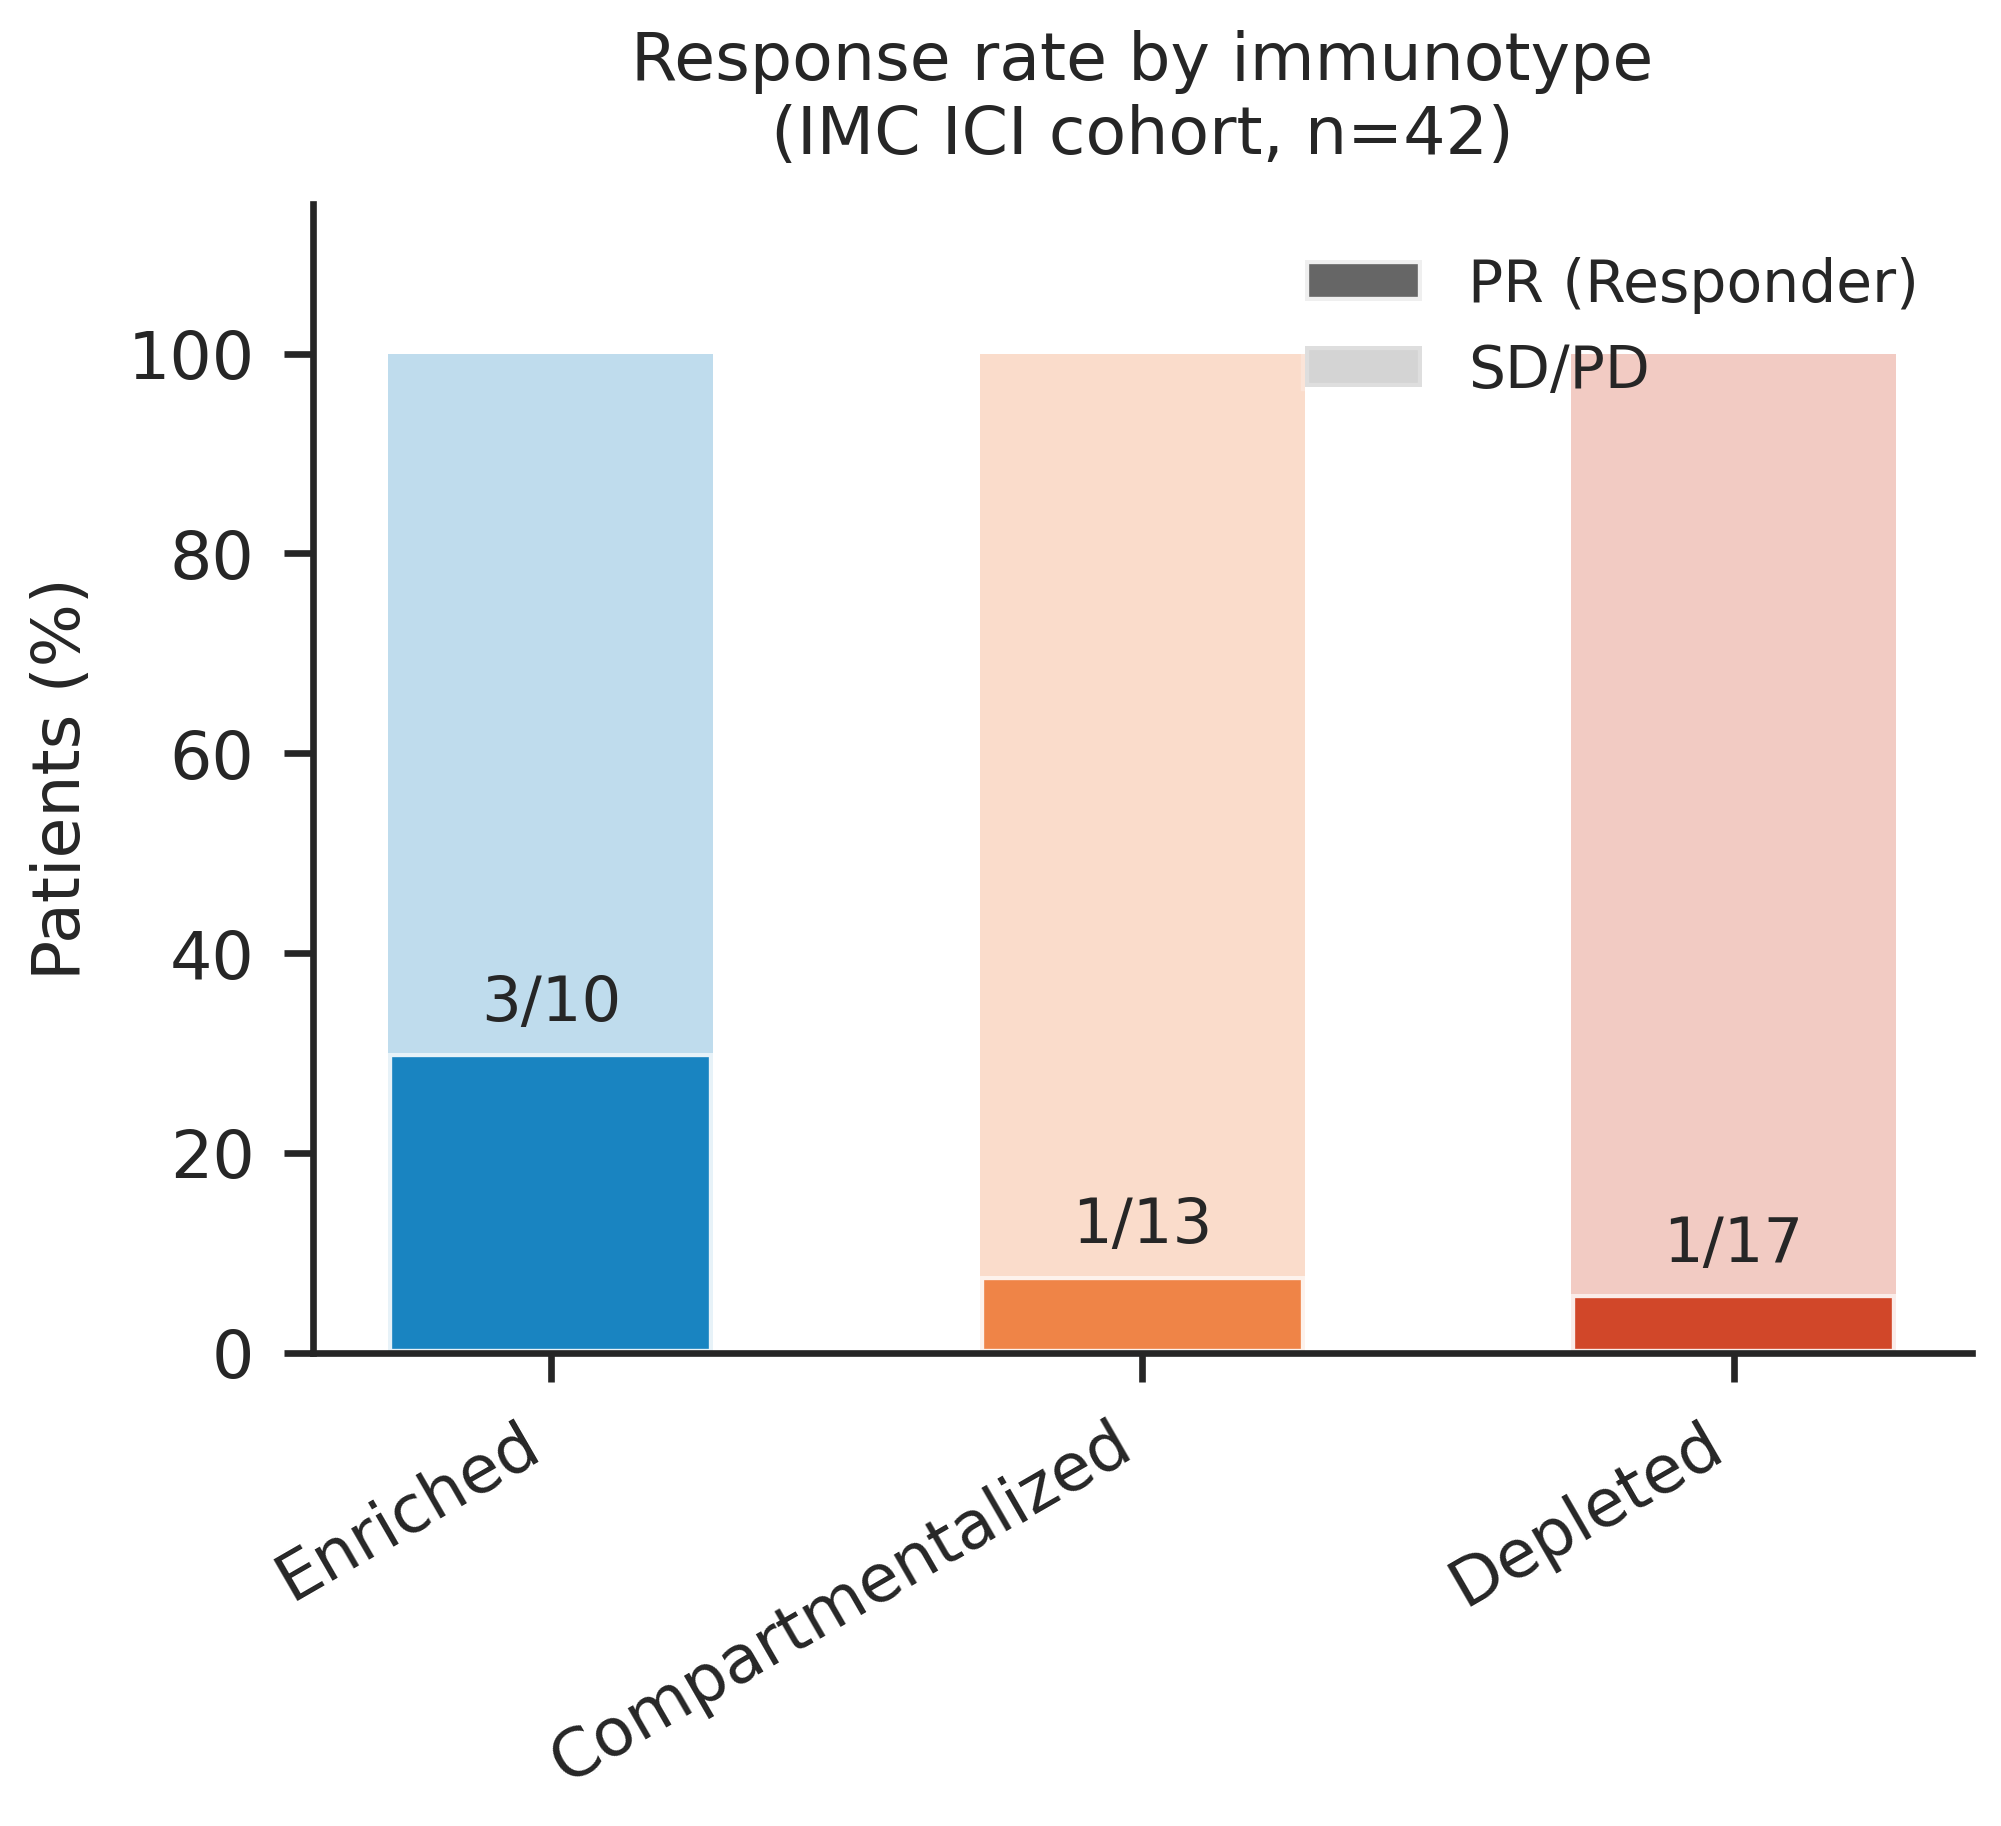 Response rate by immunotype
(IMC ICI cohort, n=42)
PR (Responder)
SD/PD
Patients (%)
100
80
60
40
20
0
3/10
1/13
1/17
Enriched
Compartmentalized
Depleted